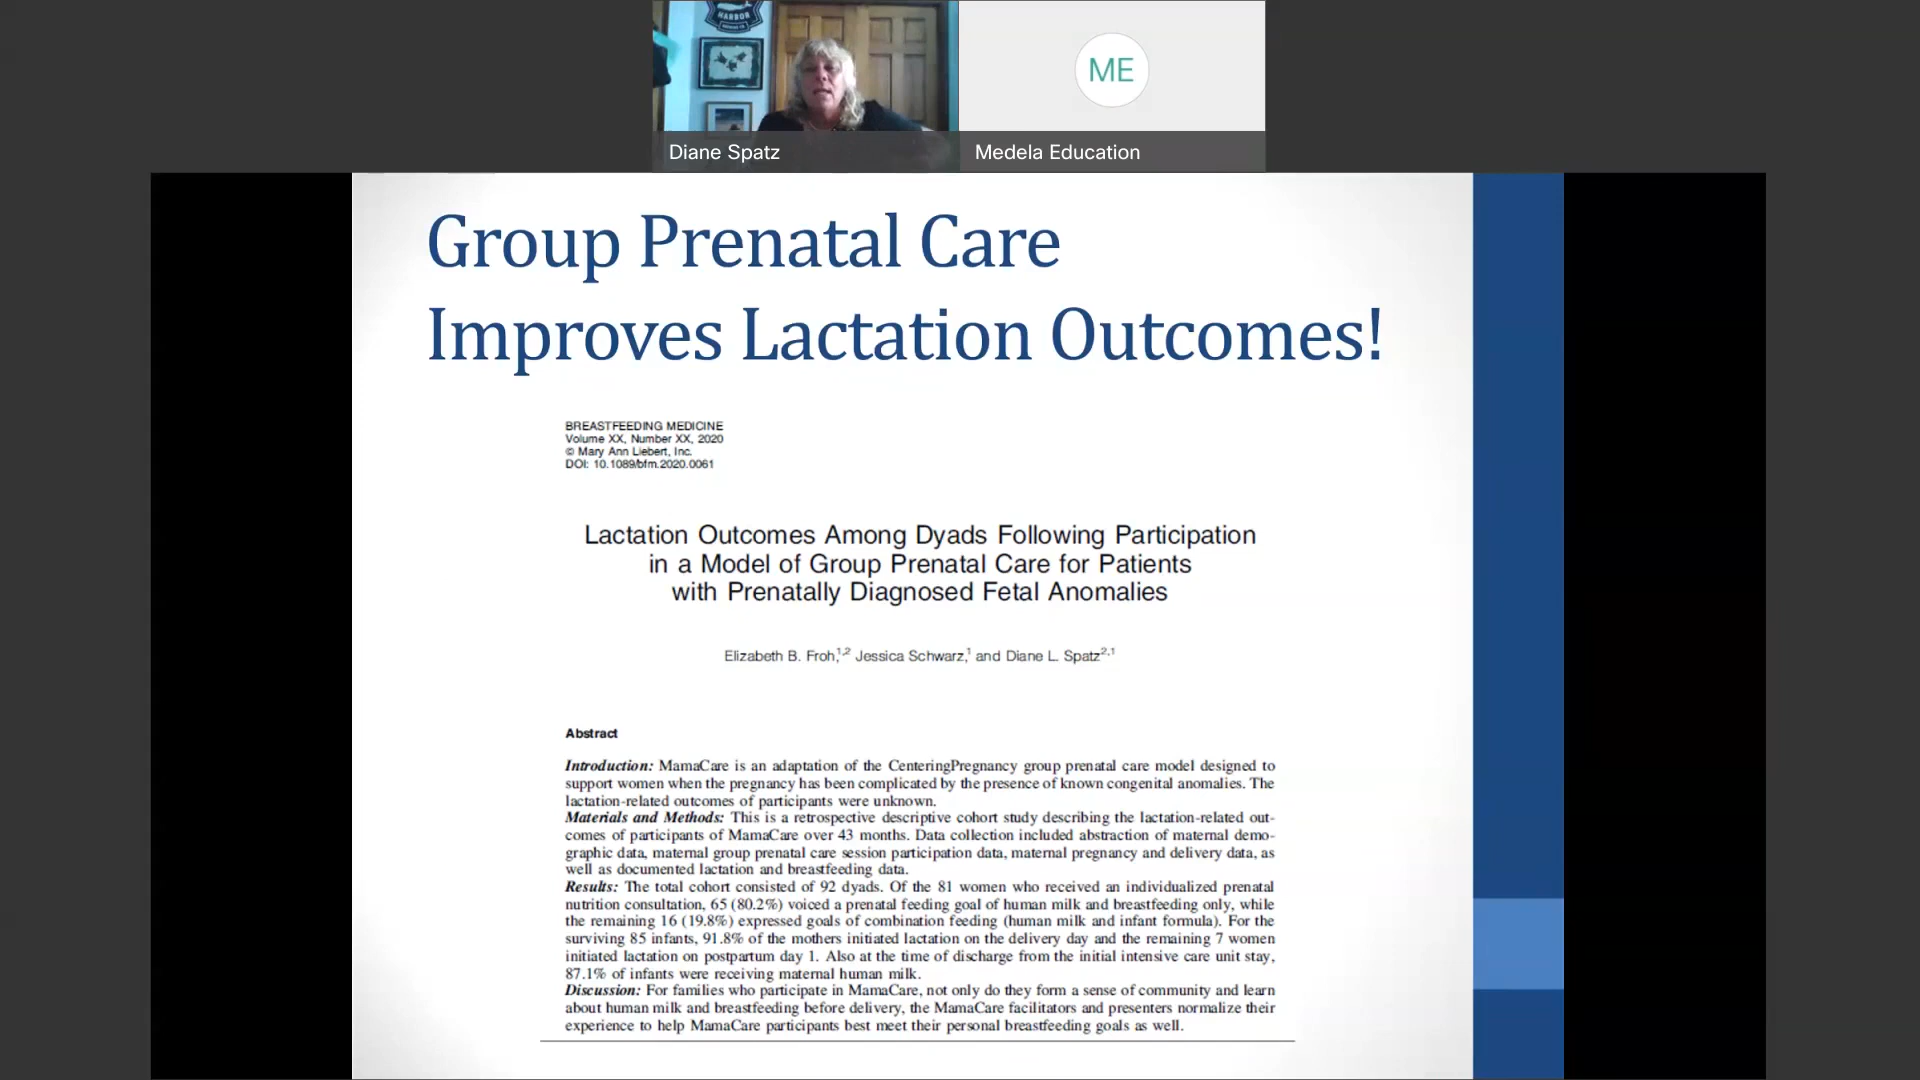 HARBOR
ME
Diane Spatz
Medela Education
Group Prenatal Care
Improves Lactation Outcomes!
BREASTFEEDING MEDICINE
Volume XX, Number XX, 2020
© Mary Ann Liebert, Inc.
DOI: 10.1089/bfm.2020.0061
Lactation Outcomes Among Dyads Following Participation
in a Model of Group Prenatal Care for Patients
with Prenatally Diagnosed Fetal Anomalies
Elizabeth B. Froh,1,2 Jessica Schwarz,1 and Diane L. Spatz2,1
Abstract
Introduction: MamaCare is an adaptation of the CenteringPregnancy group prenatal care model designed to
support women when the pregnancy has been complicated by the presence of known congenital anomalies. The
lactation-related outcomes of participants were unknown.
Materials and Methods: This is a retrospective descriptive cohort study describing the lactation-related out-
comes of participants of MamaCare over 43 months. Data collection included abstraction of maternal demo-
graphic data, maternal group prenatal care session participation data, maternal pregnancy and delivery data, as
well as documented lactation and breastfeeding data.
Results: The total cohort consisted of 92 dyads. Of the 81 women who received an individualized prenatal
nutrition consultation, 65 (80.2%) voiced a prenatal feeding goal of human milk and breastfeeding only, while
the remaining 16 (19.8%) expressed goals of combination feeding (human milk and infant formula). For the
surviving 85 infants, 91.8% of the mothers initiated lactation on the delivery day and the remaining 7 women
initiated lactation on postpartum day 1. Also at the time of discharge from the initial intensive care unit stay,
87.1% of infants were receiving maternal human milk.
Discussion: For families who participate in MamaCare, not only do they form a sense of community and learn
about human milk and breastfeeding before delivery, the MamaCare facilitators and presenters normalize their
experience to help MamaCare participants best meet their personal breastfeeding goals as well.